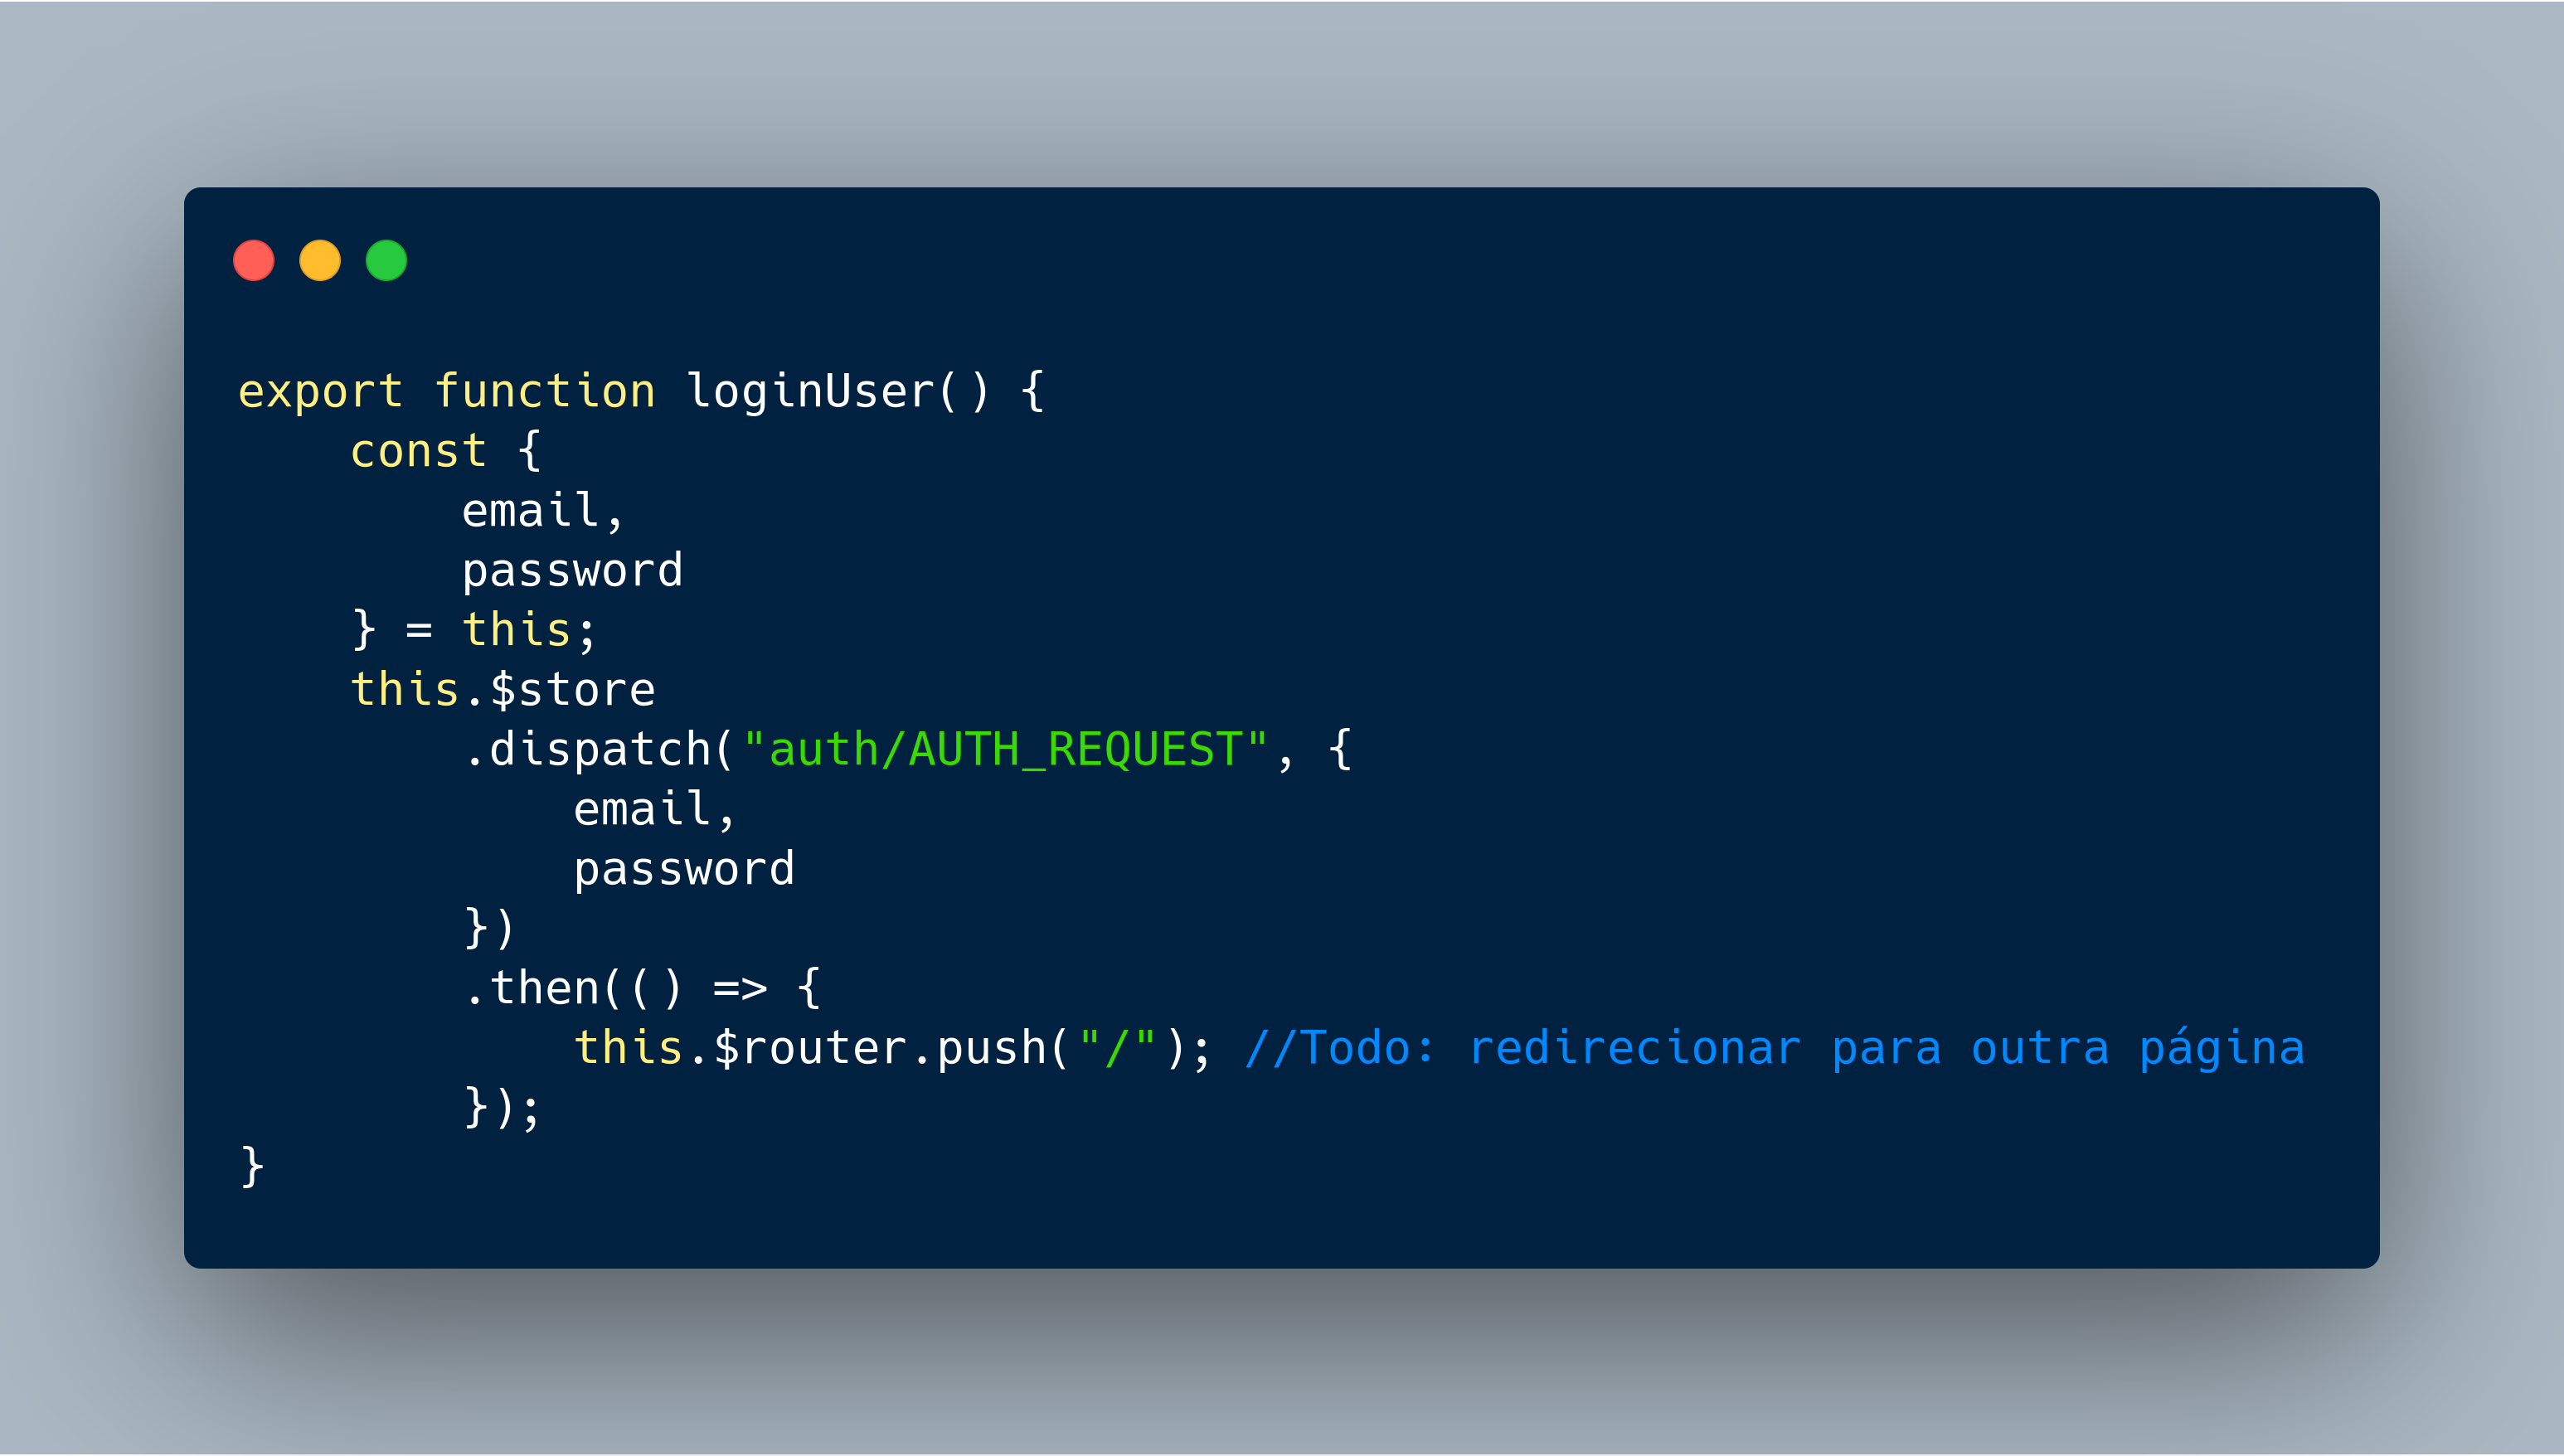 export function loginUser() {
    const {
        email,
        password
    } = this;
    this.$store
        .dispatch("auth/AUTH_REQUEST", {
            email,
            password
        })
        .then(() => {
            this.$router.push("/"); //Todo: redirecionar para outra página
        });
}